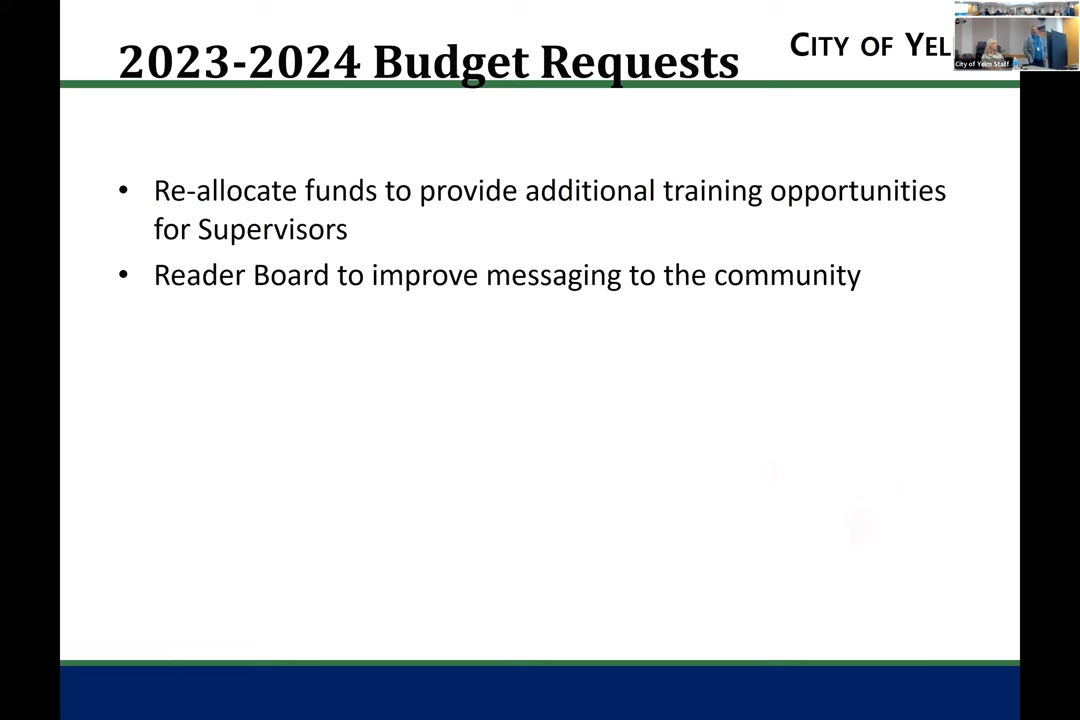 2023-2024 Budget Requests
CITY OF YEL
City of Yelm Staff
• Re-allocate funds to provide additional training opportunities
for Supervisors
• Reader Board to improve messaging to the community